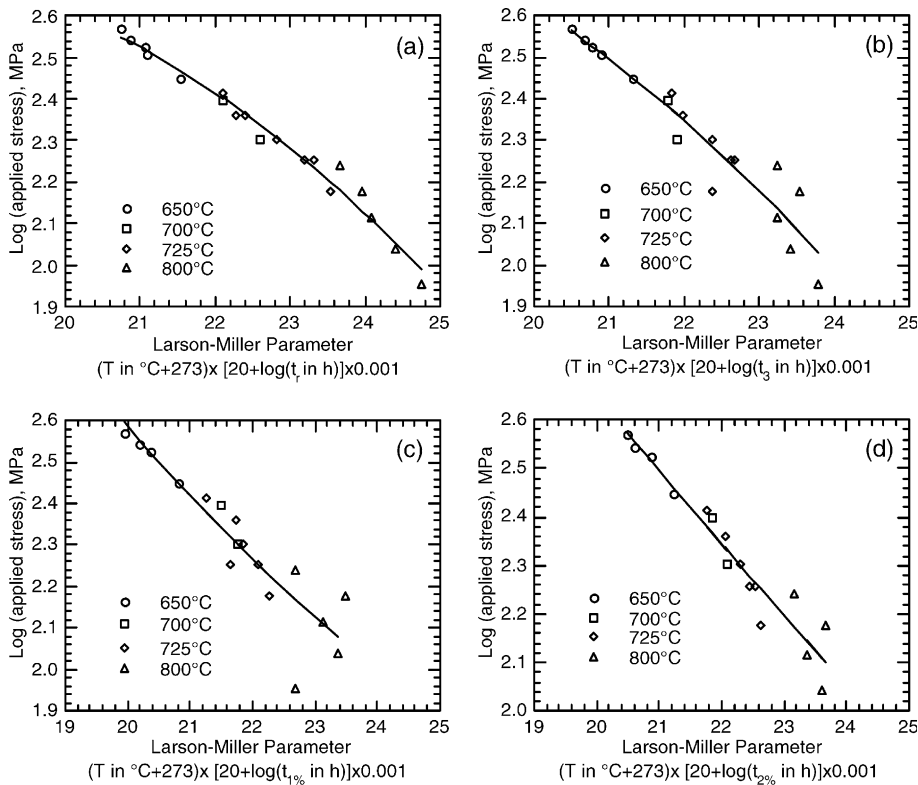 (a)
Log (applied stress), MPa
2.6
2.5
2.4
2.3
2.2
2.1
2.0
1.9
650°C
700°C
725°C
800°C
20 21 22 23 24 25
Larson-Miller Parameter
(T in °C+273)x [20+log(t_r in h)]x0.001
(b)
Log (applied stress), MPa
2.6
2.5
2.4
2.3
2.2
2.1
2.0
1.9
650°C
700°C
725°C
800°C
20 21 22 23 24 25
Larson-Miller Parameter
(T in °C+273)x [20+log(t_3 in h)]x0.001
(c)
Log (applied stress), MPa
2.6
2.5
2.4
2.3
2.2
2.1
2.0
1.9
650°C
700°C
725°C
800°C
19 20 21 22 23 24 25
Larson-Miller Parameter
(T in °C+273)x [20+log(t_1% in h)]x0.001
(d)
Log (applied stress), MPa
2.6
2.5
2.4
2.3
2.2
2.1
2.0
650°C
700°C
725°C
800°C
19 20 21 22 23 24 25
Larson-Miller Parameter
(T in °C+273)x [20+log(t_2% in h)]x0.001